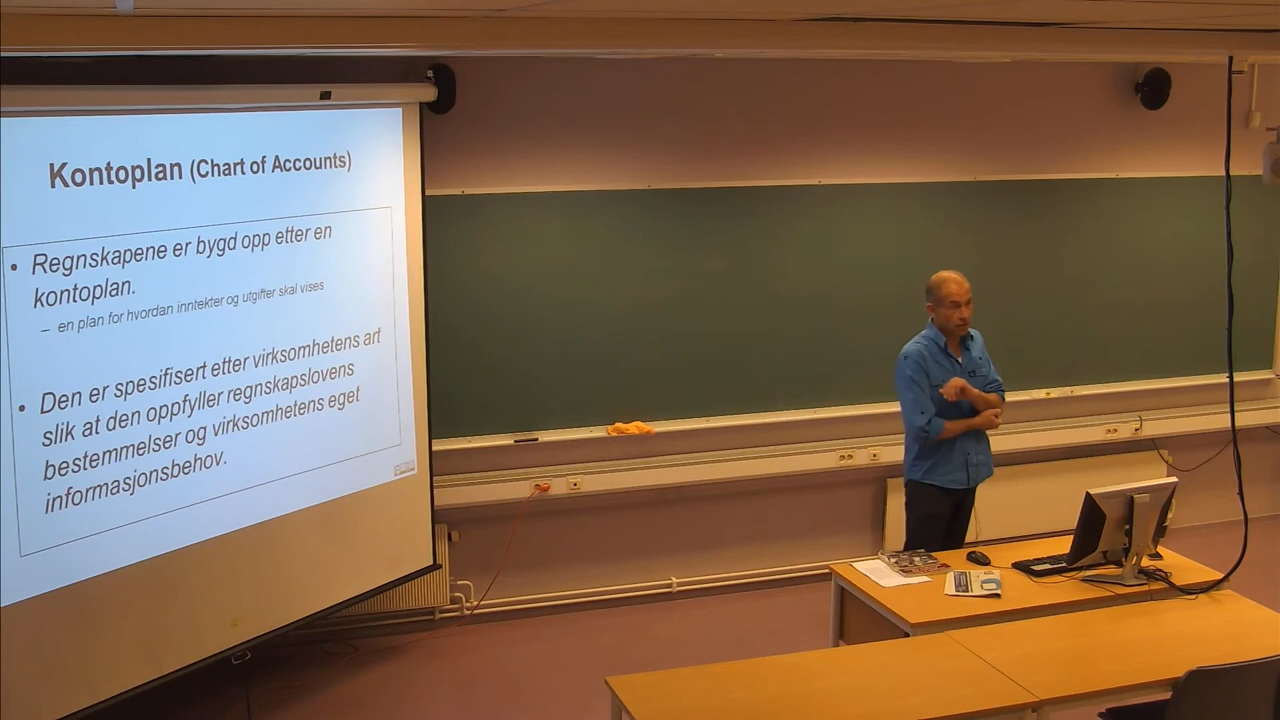 Kontoplan (Chart of Accounts)
• Regnskapene er bygd opp etter en
kontoplan.
– en plan for hvordan inntekter og utgifter skal vises
• Den er spesifisert etter virksomhetens art
slik at den oppfyller regnskapslovens
bestemmelser og virksomhetens eget
informasjonsbehov.